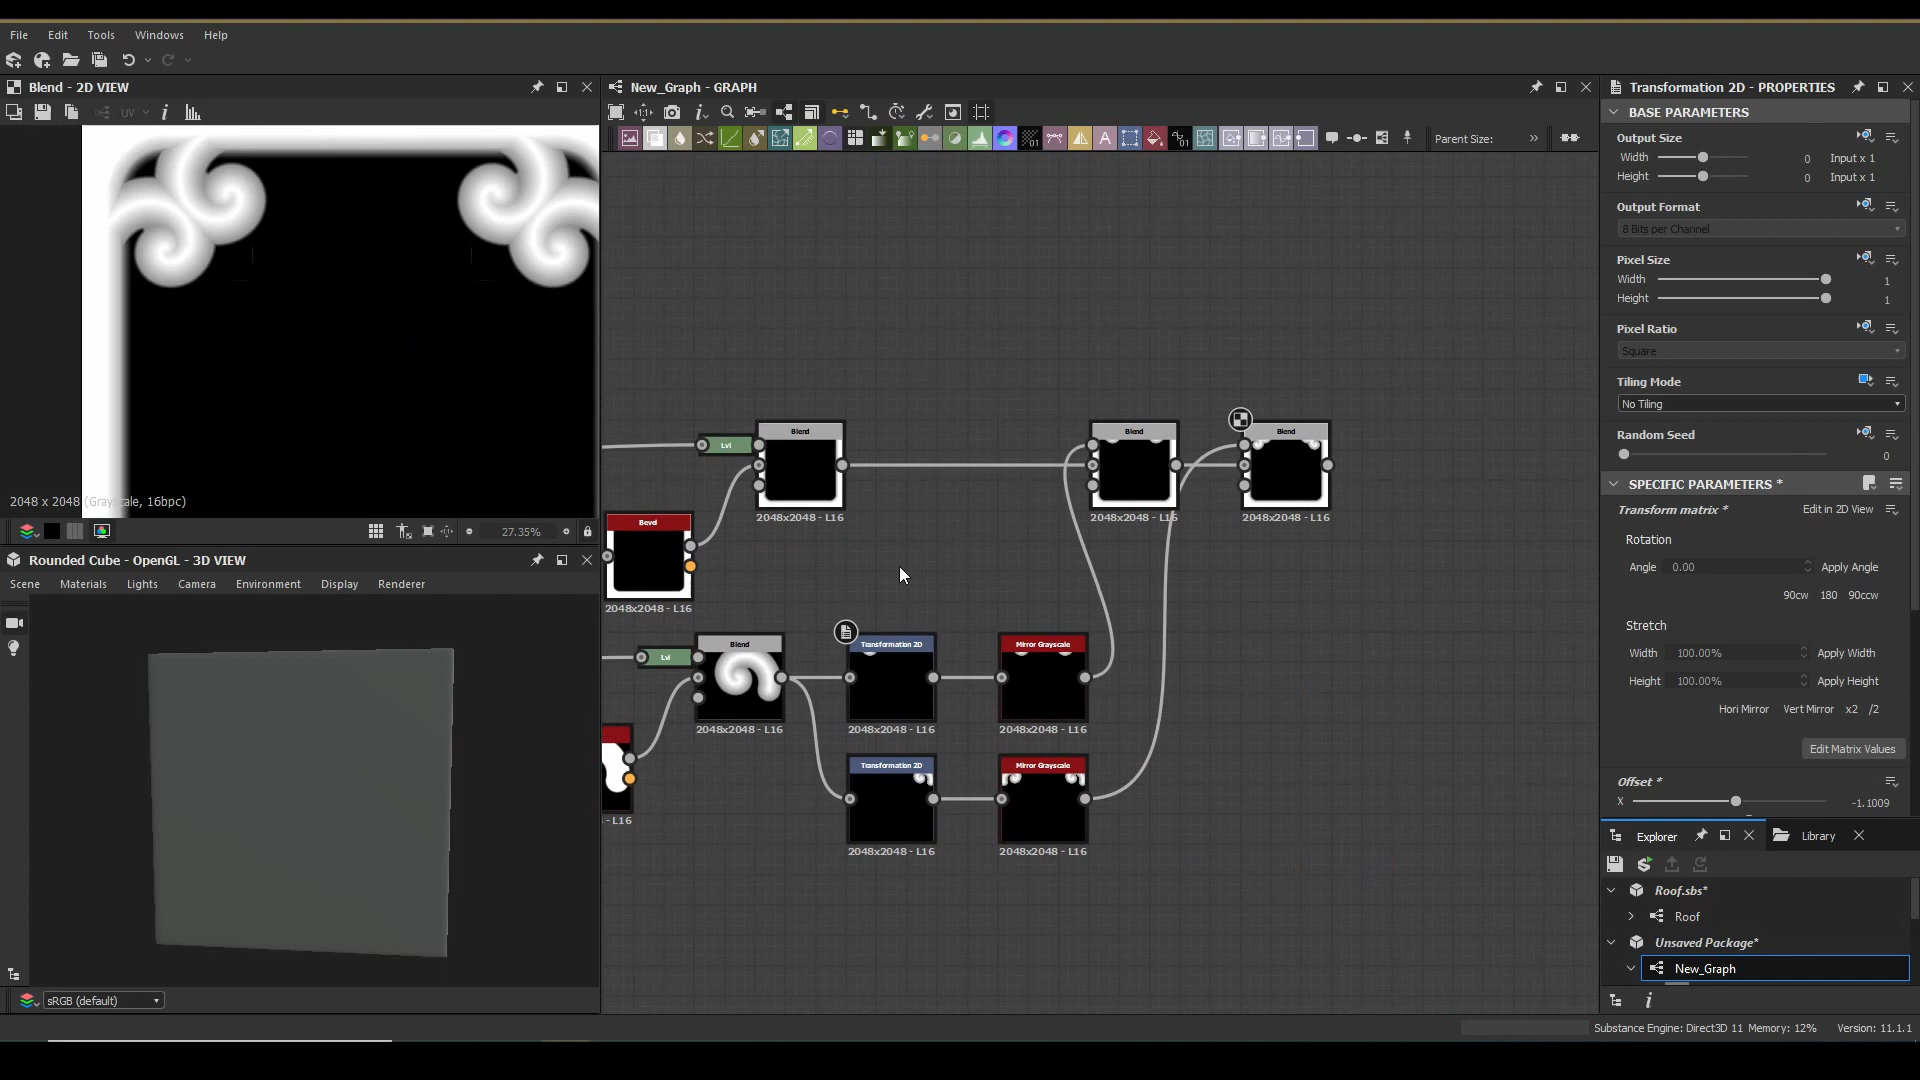 File Edit Tools Windows Help
Blend - 2D VIEW
UV
2048 x 2048 (Grayscale, 16bpc)
27.35%
Rounded Cube - OpenGL - 3D VIEW
Scene Materials Lights Camera Environment Display Renderer
sRGB (default)
New_Graph - GRAPH
Parent Size:
Lvl
Blend
2048x2048 - L16
Blend
2048x2048 - L16
Blend
2048x2048 - L16
Bevel
2048x2048 - L16
Lvl
Blend
2048x2048 - L16
Transformation 2D
2048x2048 - L16
Mirror Grayscale
2048x2048 - L16
- L16
Transformation 2D
2048x2048 - L16
Mirror Grayscale
2048x2048 - L16
Transformation 2D - PROPERTIES
BASE PARAMETERS
Output Size
Width 0 Input x 1
Height 0 Input x 1
Output Format
8 Bits per Channel
Pixel Size
Width 1
Height 1
Pixel Ratio
Square
Tiling Mode
No Tiling
Random Seed
0
SPECIFIC PARAMETERS *
Transform matrix * Edit in 2D View
Rotation
Angle 0.00 Apply Angle
90cw 180 90ccw
Stretch
Width 100.00% Apply Width
Height 100.00% Apply Height
Hori Mirror Vert Mirror x2 /2
Edit Matrix Values
Offset *
X -1.1009
Explorer Library
Roof.sbs*
Roof
Unsaved Package*
New_Graph
Substance Engine: Direct3D 11 Memory: 12% Version: 11.1.1